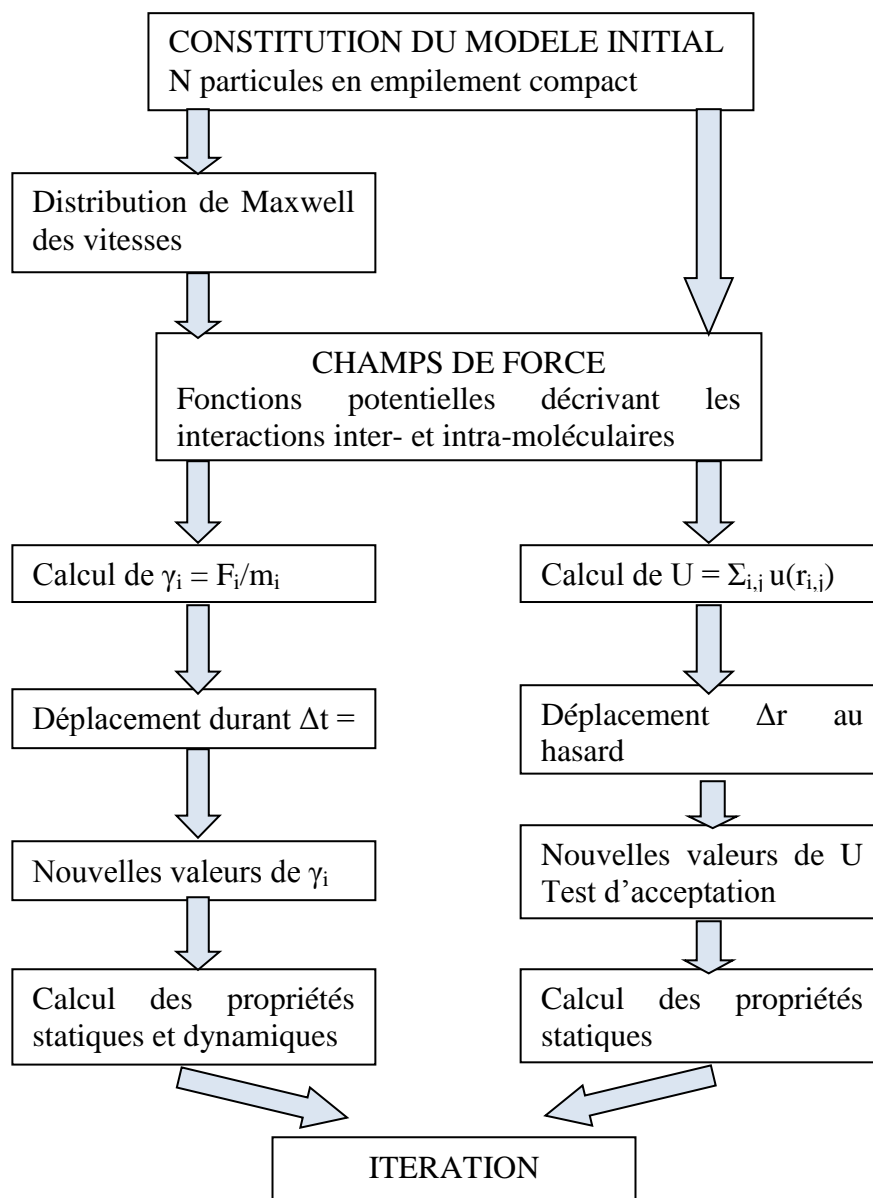 CONSTITUTION DU MODELE INITIAL
N particules en empilement compact
Distribution de Maxwell
des vitesses
CHAMPS DE FORCE
Fonctions potentielles décrivant les
interactions inter- et intra-moléculaires
Calcul de γi = Fi/mi
Déplacement durant Δt =
Nouvelles valeurs de γi
Calcul des propriétés
statiques et dynamiques
Calcul de U = Σi,j u(ri,j)
Déplacement Δr au
hasard
Nouvelles valeurs de U
Test d’acceptation
Calcul des propriétés
statiques
ITERATION